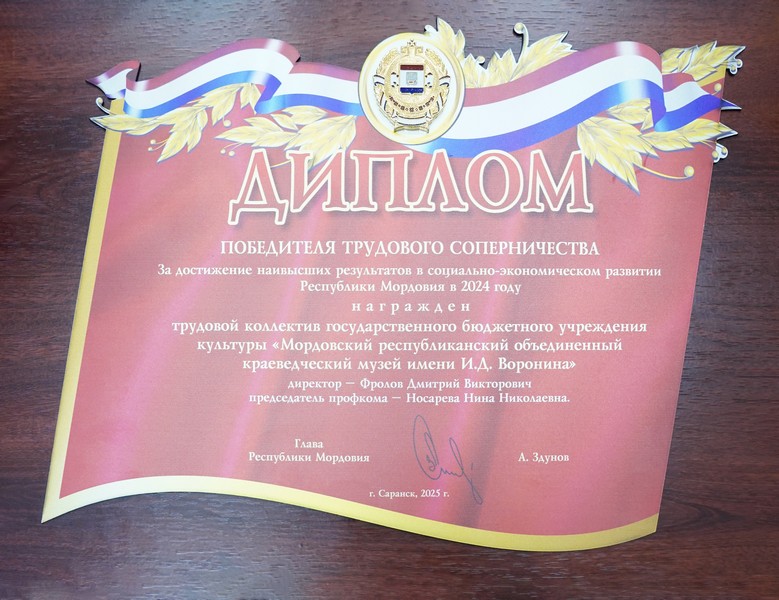 ДИПЛОМ
ПОБЕДИТЕЛЯ ТРУДОВОГО СОПЕРНИЧЕСТВА
За достижение наивысших результатов в социально-экономическом развитии
Республики Мордовия в 2024 году
награжден
трудовой коллектив государственного бюджетного учреждения
культуры «Мордовский республиканский объединенный
краеведческий музей имени И.Д. Воронина»
директор — Фролов Дмитрий Викторович
председатель профкома — Носарева Нина Николаевна.
Глава
Республики Мордовия А. Здунов
г. Саранск, 2025 г.